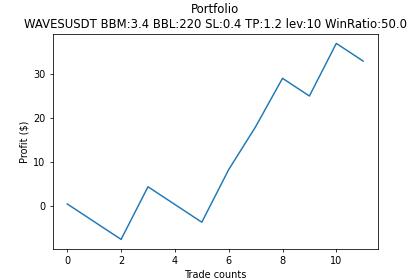 Portfolio
WAVESUSDT BBM:3.4 BBL:220 SL:0.4 TP:1.2 lev:10 WinRatio:50.0
Profit ($)
30
20
10
0
0 2 4 6 8 10
Trade counts